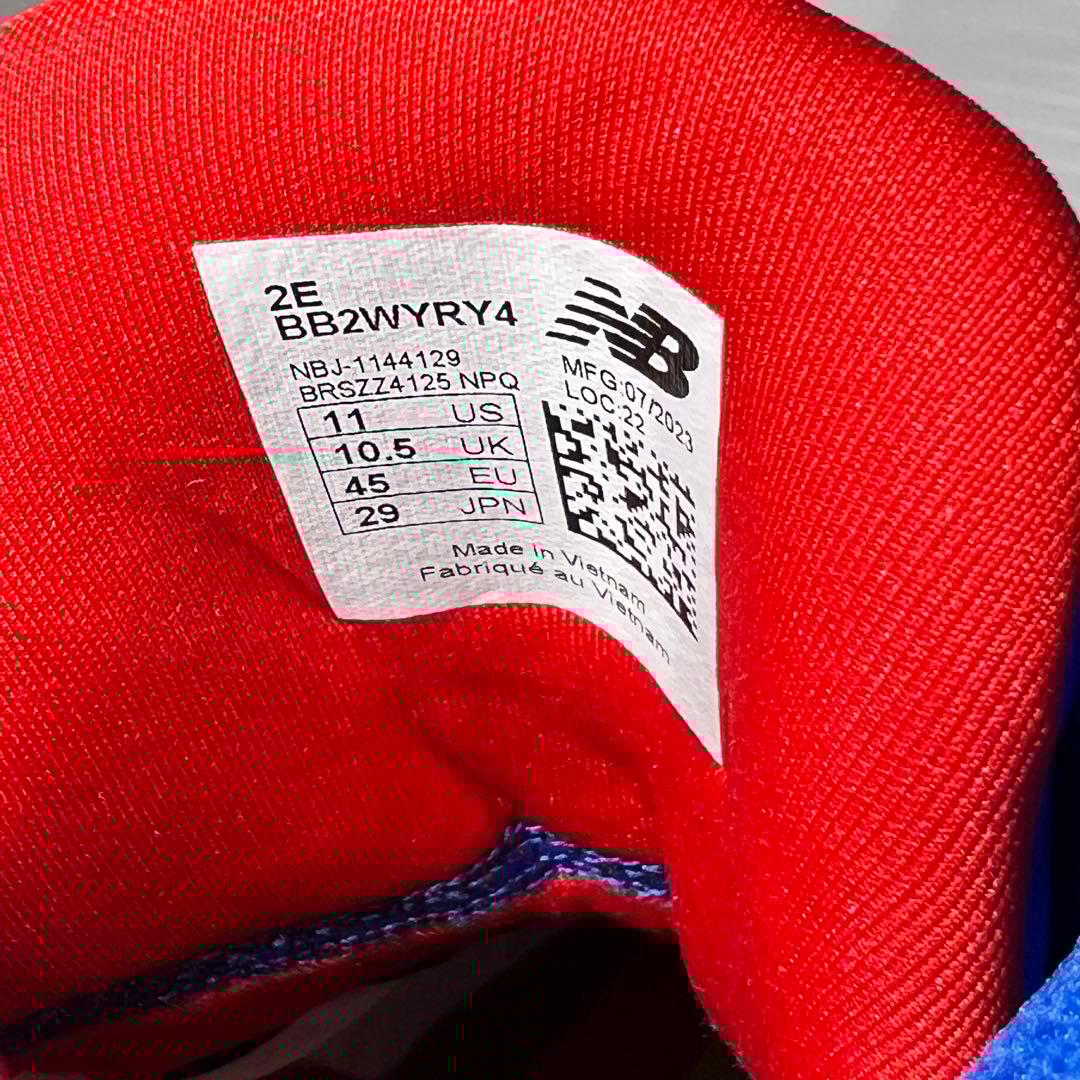 2E
BB2WYRY4
NBJ-1144129
BRSZZ4125 NPQ
11 US
10.5 UK
45 EU
29 JPN
NB
MFG:07/2023
LOC:22
Made in Vietnam
Fabriqué au Vietnam